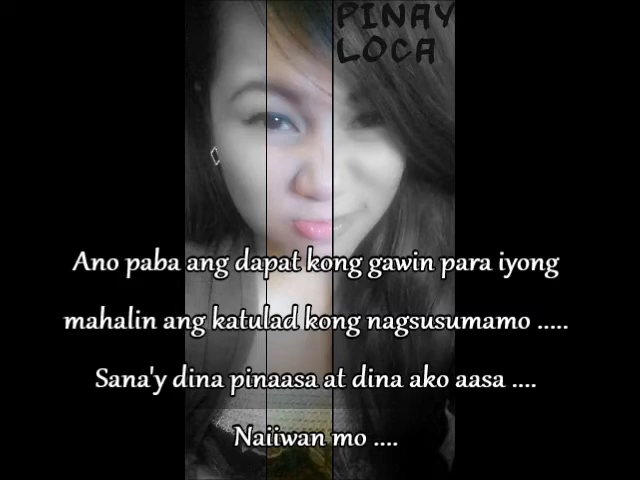 PINAY
LOCA
Ano paba ang dapat kong gawin para iyong
mahalin ang katulad kong nagsusumamo .....
Sana'y dina pinaasa at dina ako aasa ....
Naiiwan mo ....